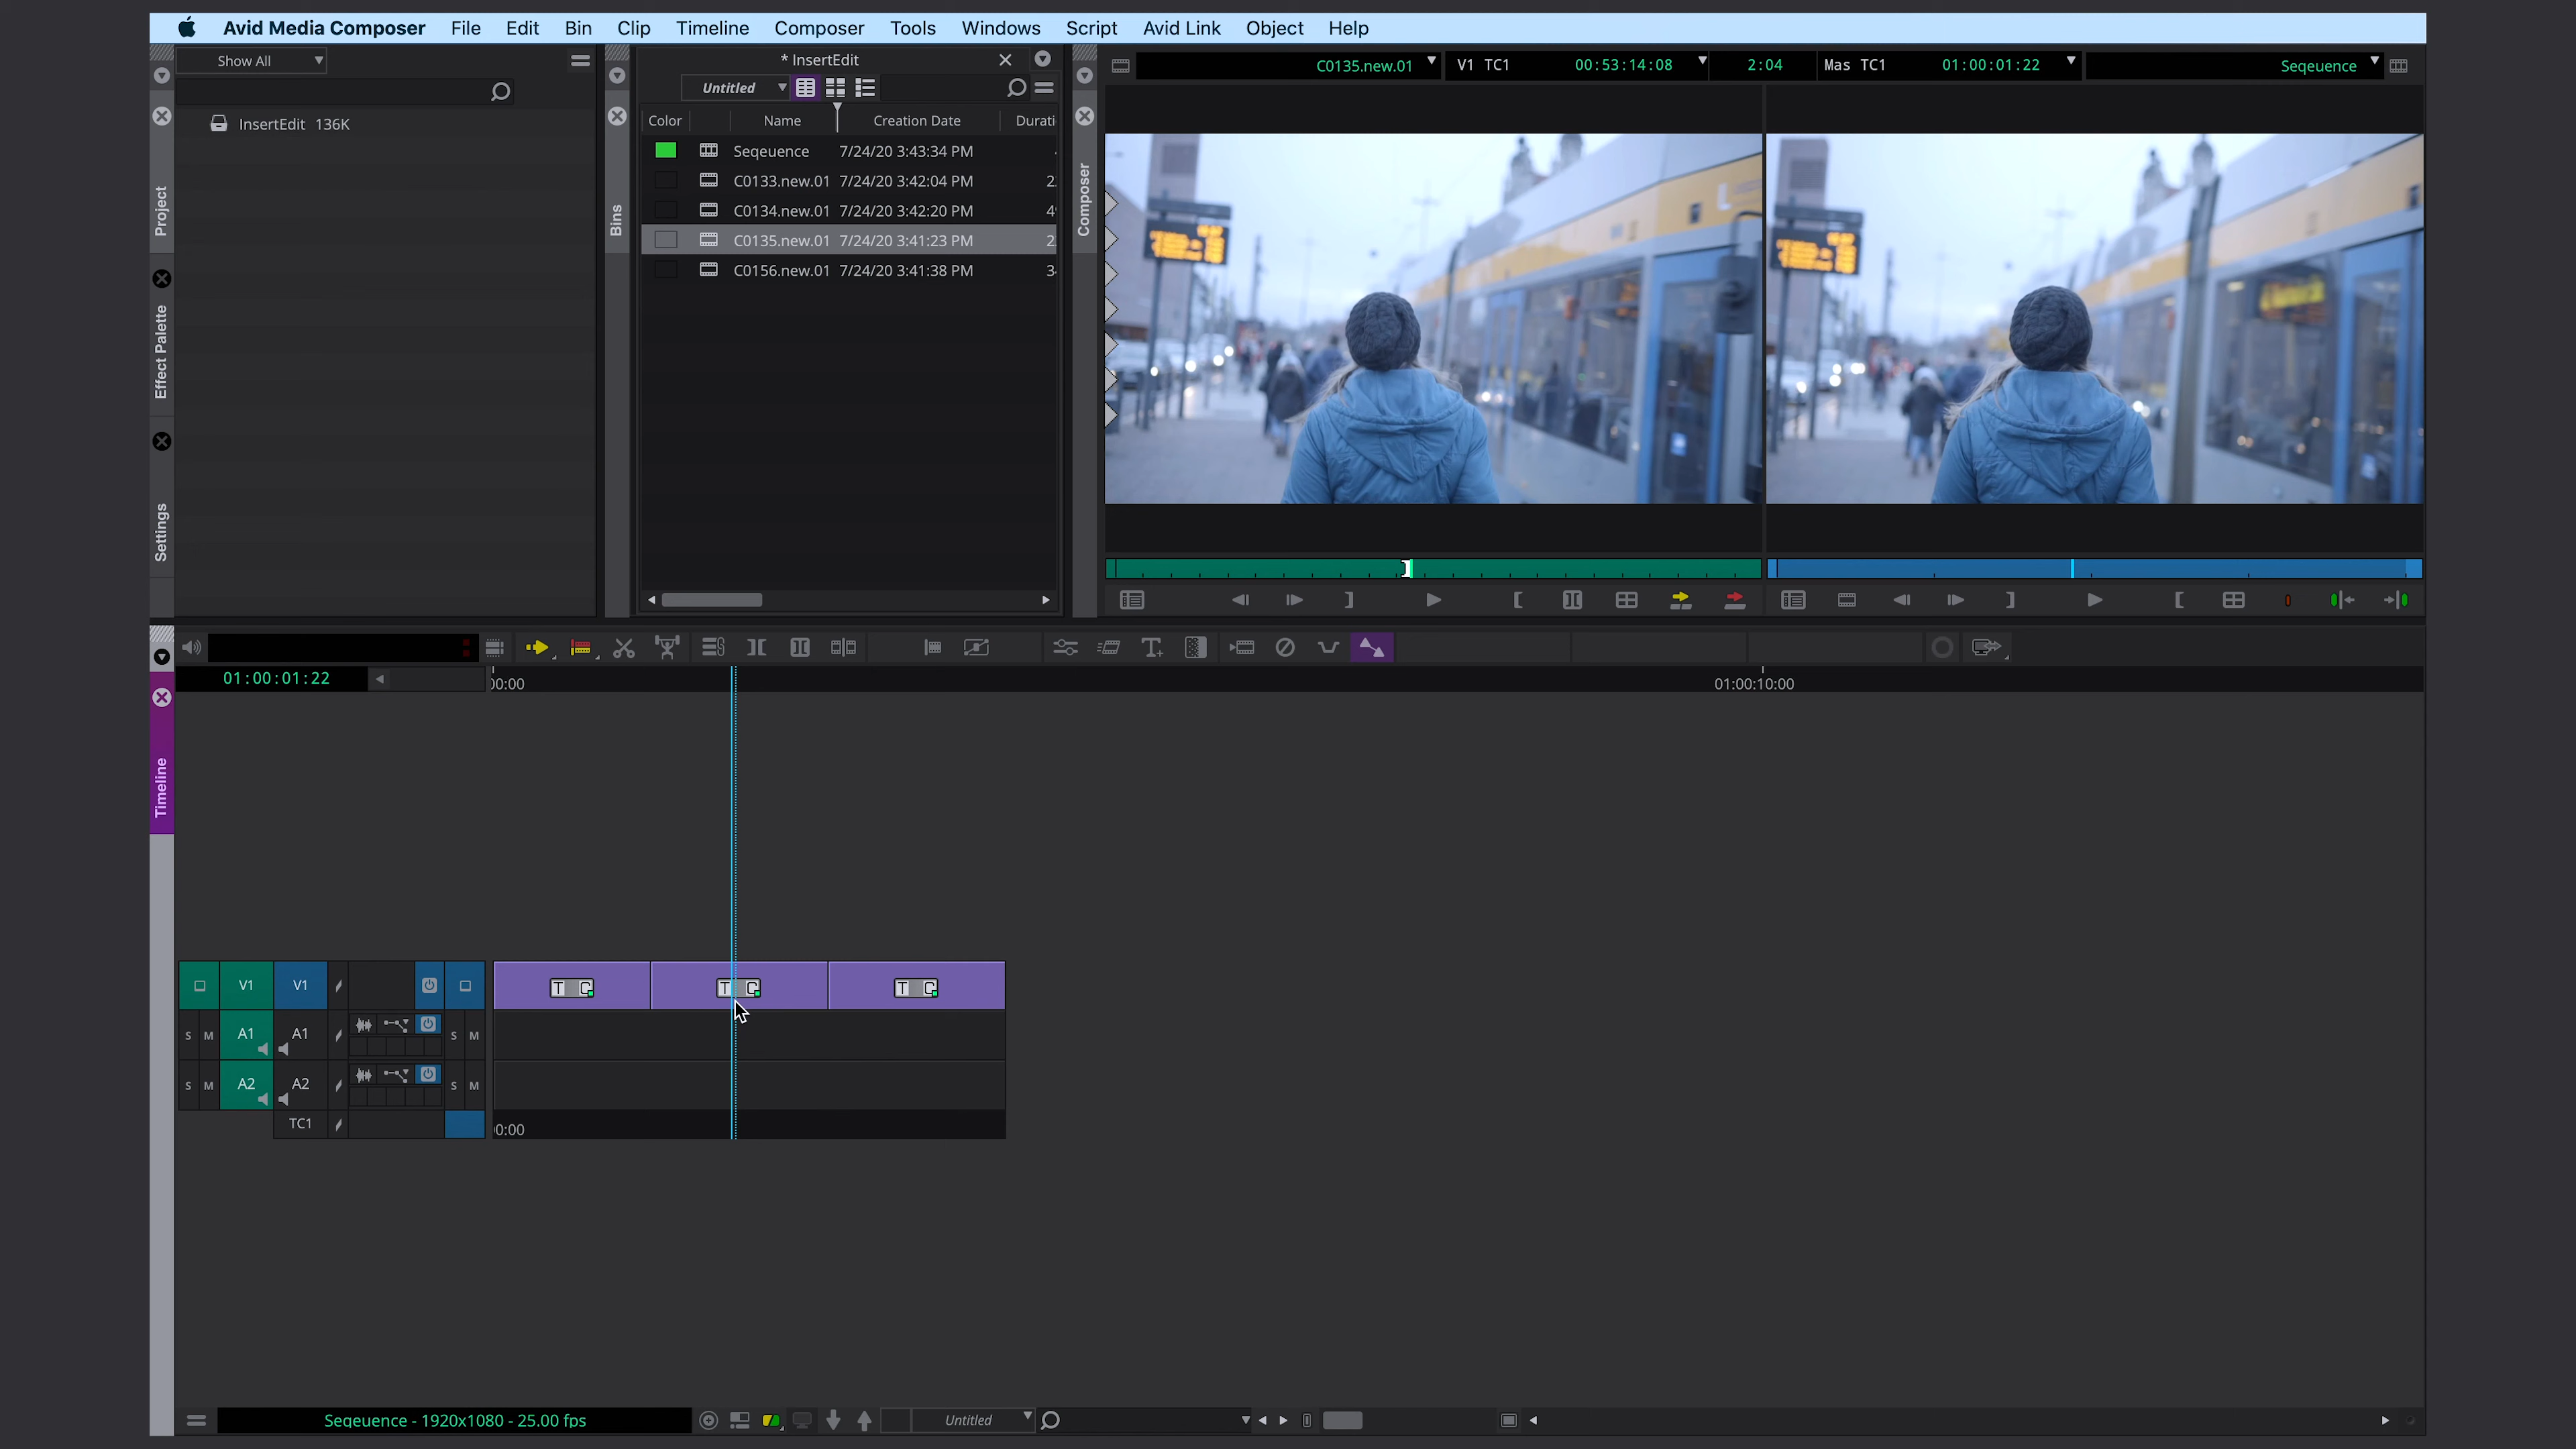 Avid Media Composer File Edit Bin Clip Timeline Composer Tools Windows Script Avid Link Object Help
Show All
InsertEdit 136K
Project
Effect Palette
Settings
* InsertEdit
Untitled
Bins
Color Name Creation Date Durati
Seqeuence 7/24/20 3:43:34 PM
C0133.new.01 7/24/20 3:42:04 PM
C0134.new.01 7/24/20 3:42:20 PM
C0135.new.01 7/24/20 3:41:23 PM
C0156.new.01 7/24/20 3:41:38 PM
Composer
C0135.new.01 V1 TC1 00:53:14:08 2:04 Mas TC1 01:00:01:22 Seqeuence
01:00:01:22
00:00 01:00:10:00
Timeline
V1 V1 T C T C T C
S M A1 A1 S M
S M A2 A2 S M
TC1 00:00
Seqeuence - 1920x1080 - 25.00 fps Untitled